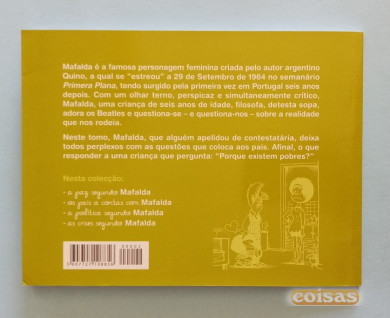 Mafalda é a famosa personagem feminina criada pelo autor argentino
Quino, a qual se "estreou" a 29 de Setembro de 1964 no semanário
Primera Plana, tendo surgido pela primeira vez em Portugal seis anos
depois. Com um olhar terno, perspicaz e simultaneamente crítico,
Mafalda, uma criança de seis anos de idade, filosofa, detesta sopa,
adora os Beatles e questiona-se – e questiona-nos – sobre a realidade
que nos rodeia.
Neste tomo, Mafalda, que alguém apelidou de contestatária, deixa
todos perplexos com as questões que coloca aos pais. Afinal, o que
responder a uma criança que pergunta: "Porque existem pobres?"
Nesta colecção:
- a paz segundo Mafalda
- os pais a contas com Mafalda
- a política segundo Mafalda
- as crises segundo Mafalda
coisas